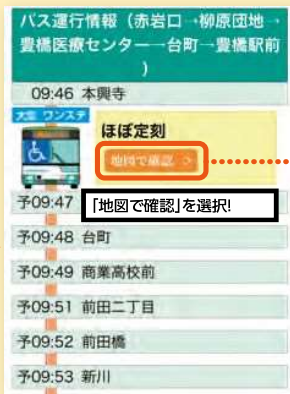 バス運行情報（赤岩口→柳原団地→
豊橋医療センター→台町→豊橋駅前
）
09:46 本興寺
大型 ワンステ
ほぼ定刻
地図で確認 >
予09:47
「地図で確認」を選択!
予09:48 台町
予09:49 商業高校前
予09:51 前田二丁目
予09:52 前田橋
予09:53 新川